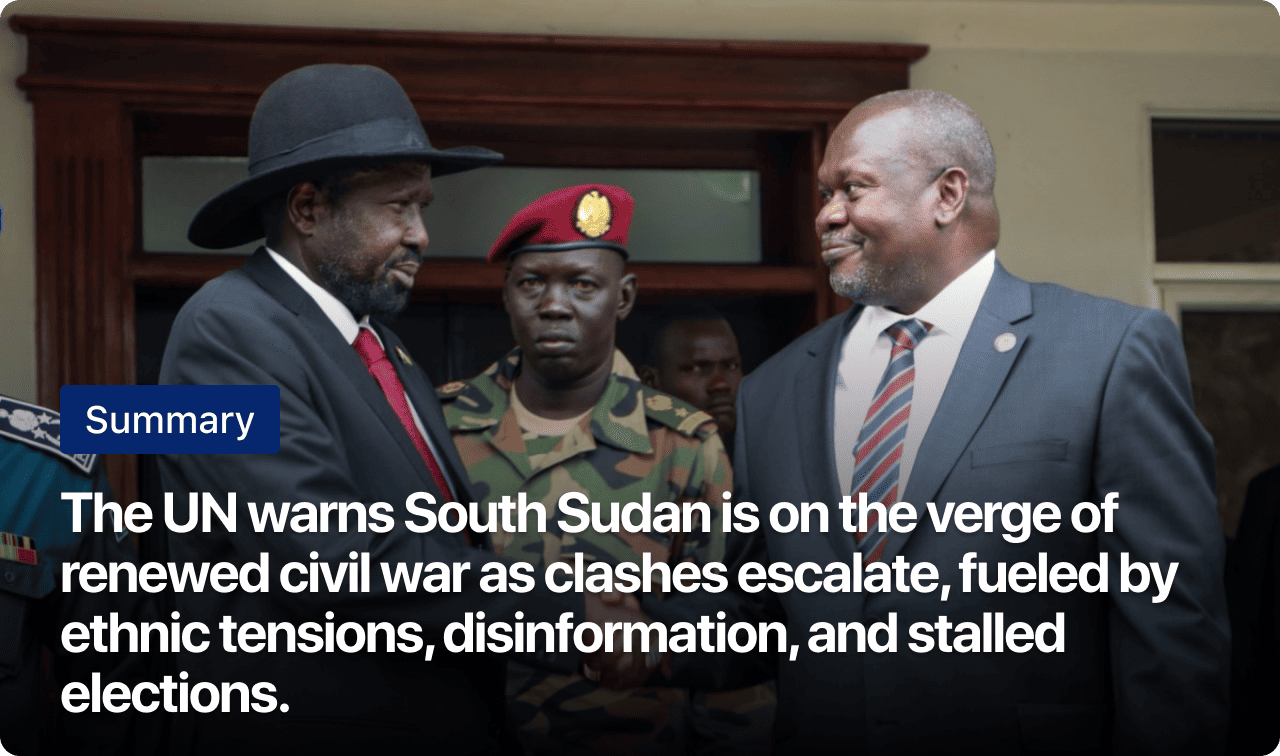 Summary
The UN warns South Sudan is on the verge of
renewed civil war as clashes escalate, fueled by
ethnic tensions, disinformation, and stalled
elections.